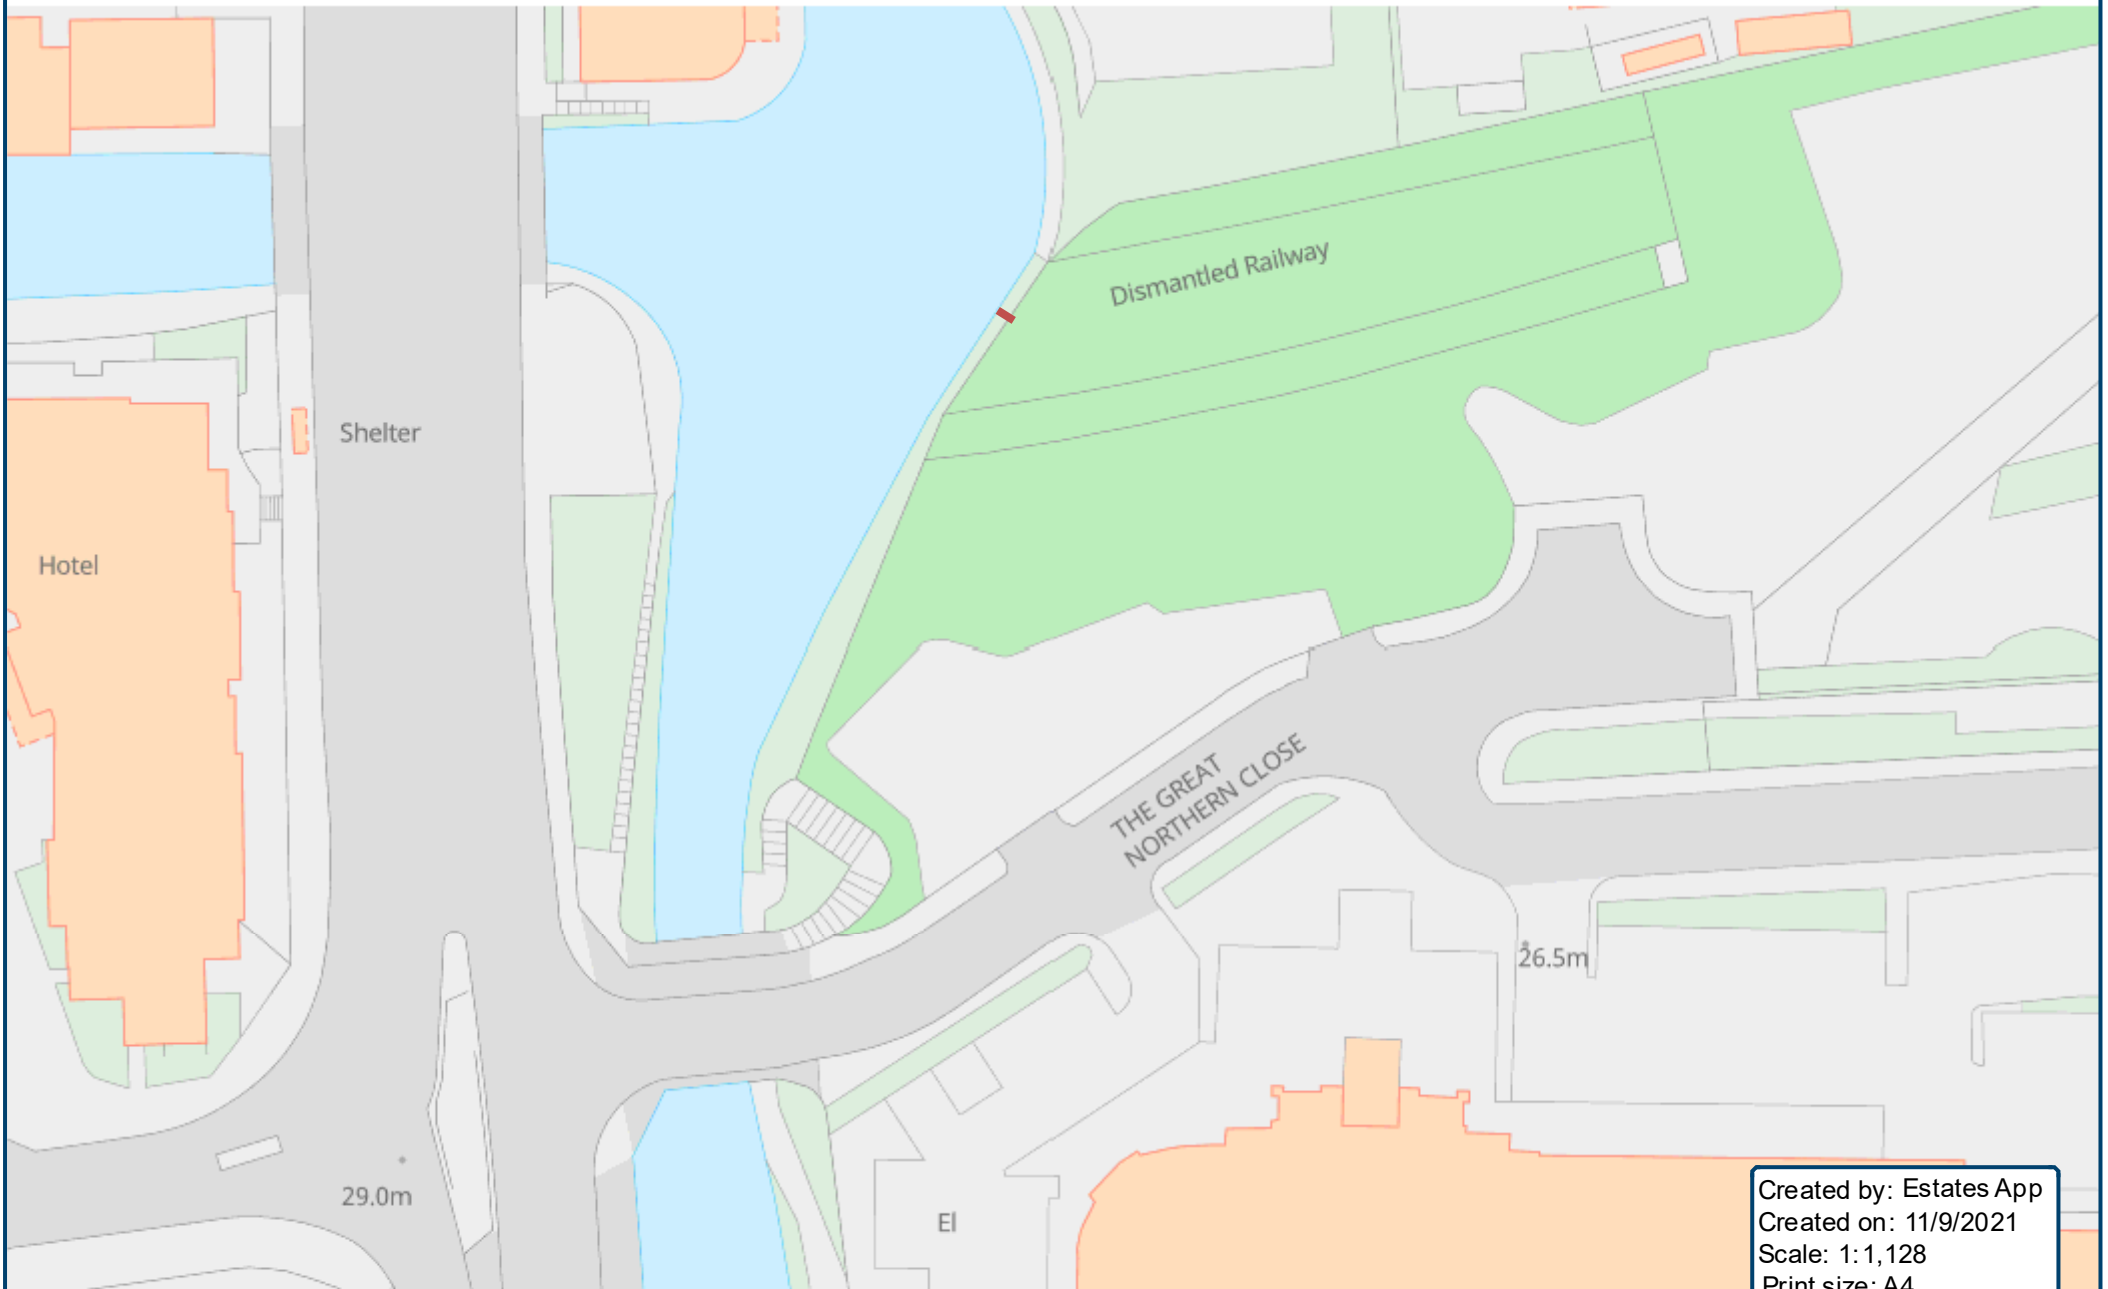 Dismantled Railway
Shelter
Hotel
THE GREAT
NORTHERN CLOSE
26.5m
29.0m
El
Created by: Estates App
Created on: 11/9/2021
Scale: 1:1,128
Print size: A4